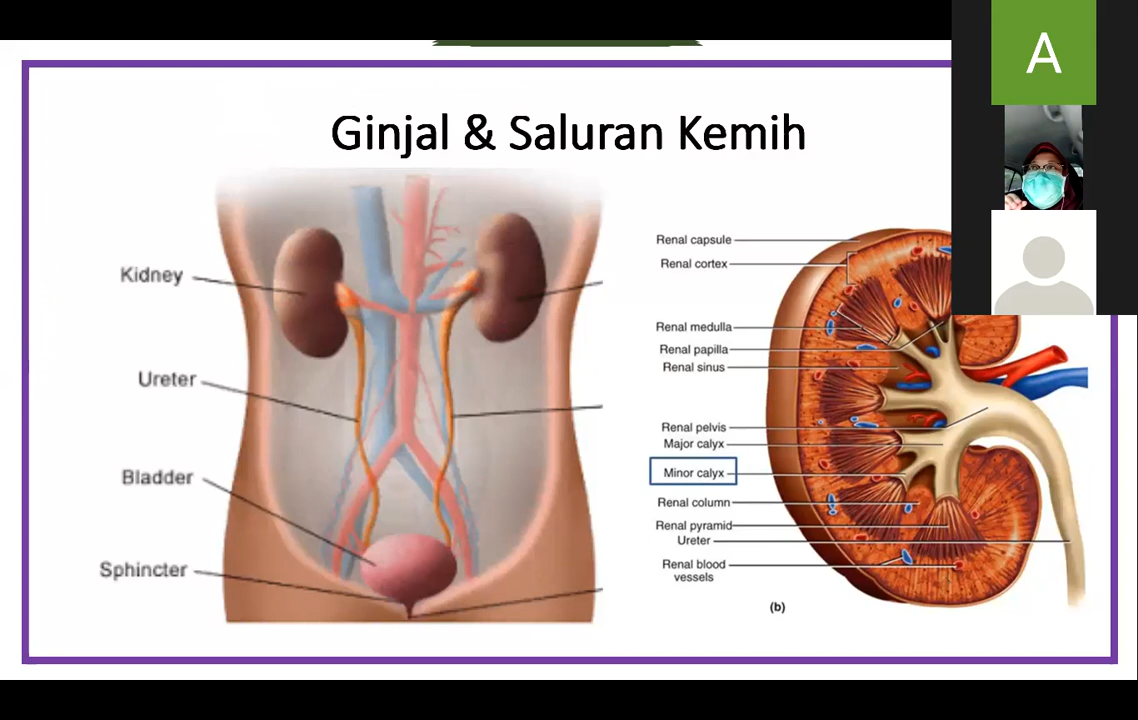 A
Ginjal & Saluran Kemih
Kidney
Ureter
Bladder
Sphincter
Renal capsule
Renal cortex
Renal medulla
Renal papilla
Renal sinus
Renal pelvis
Major calyx
Minor calyx
Renal column
Renal pyramid
Ureter
Renal blood
vessels
(b)